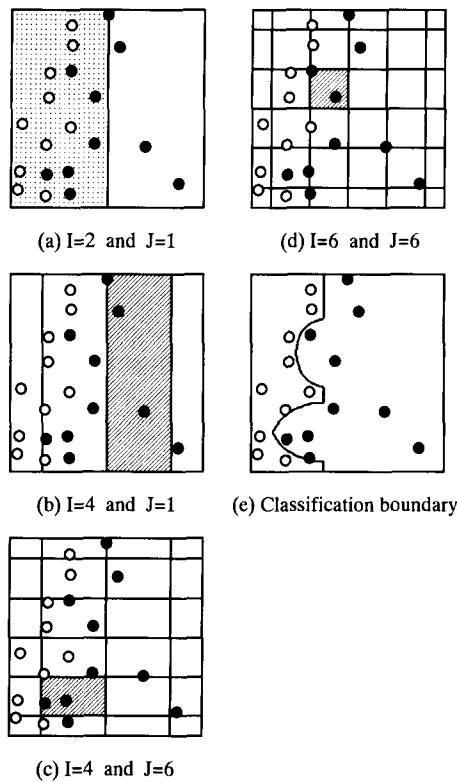 (a) I=2 and J=1
(d) I=6 and J=6
(b) I=4 and J=1
(e) Classification boundary
(c) I=4 and J=6